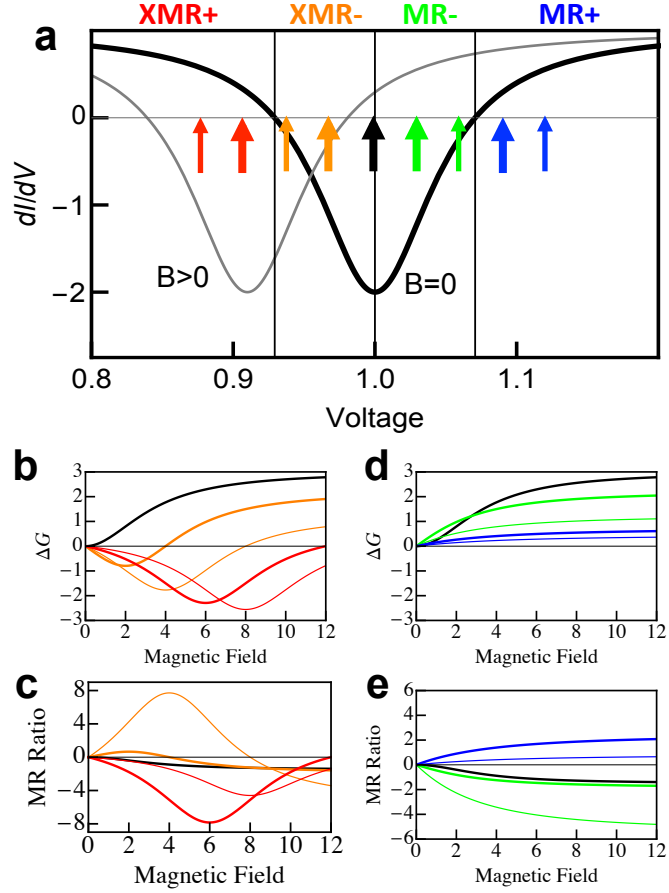 XMR+ XMR- MR- MR+
a
0
−1
−2
dI/dV
B>0 B=0
0.8 0.9 1.0 1.1
Voltage
b
3
2
1
0
−1
−2
−3
ΔG
0 2 4 6 8 10 12
Magnetic Field
d
3
2
1
0
−1
−2
−3
ΔG
0 2 4 6 8 10 12
Magnetic Field
c
8
4
0
−4
−8
MR Ratio
0 2 4 6 8 10 12
Magnetic Field
e
6
4
2
0
−2
−4
−6
MR Ratio
0 2 4 6 8 10 12
Magnetic Field